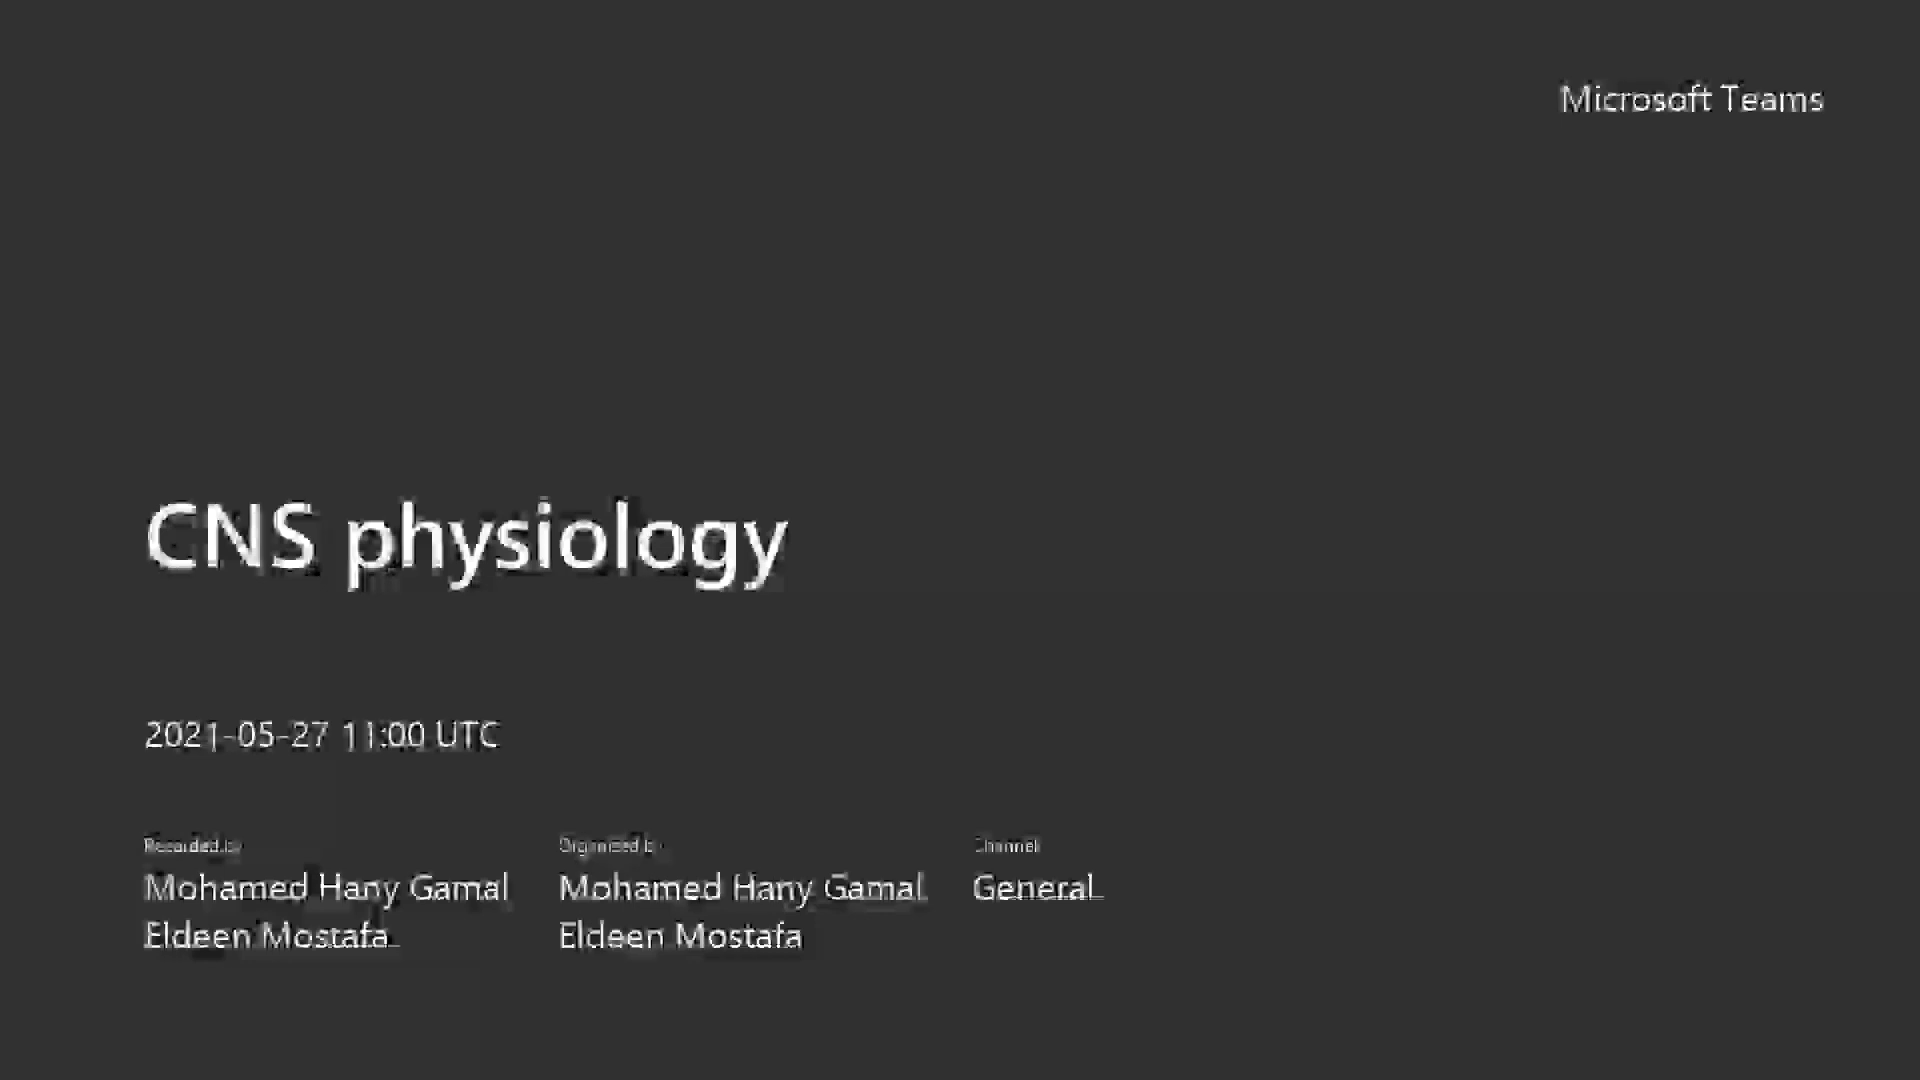 Microsoft Teams
CNS physiology
2021-05-27 11:00 UTC
Recorded by
Organized by
Channel
Mohamed Hany Gamal
Eldeen Mostafa
Mohamed Hany Gamal
Eldeen Mostafa
General